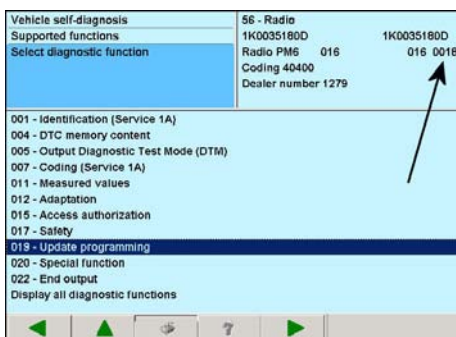 Vehicle self-diagnosis
Supported functions
Select diagnostic function
56 - Radio
1K0035180D 1K0035180D
Radio PM6 016 016 0018
Coding 40400
Dealer number 1279
001 - Identification (Service 1A)
004 - DTC memory content
005 - Output Diagnostic Test Mode (DTM)
007 - Coding (Service 1A)
011 - Measured values
012 - Adaptation
015 - Access authorization
017 - Safety
019 - Update programming
020 - Special function
022 - End output
Display all diagnostic functions
?